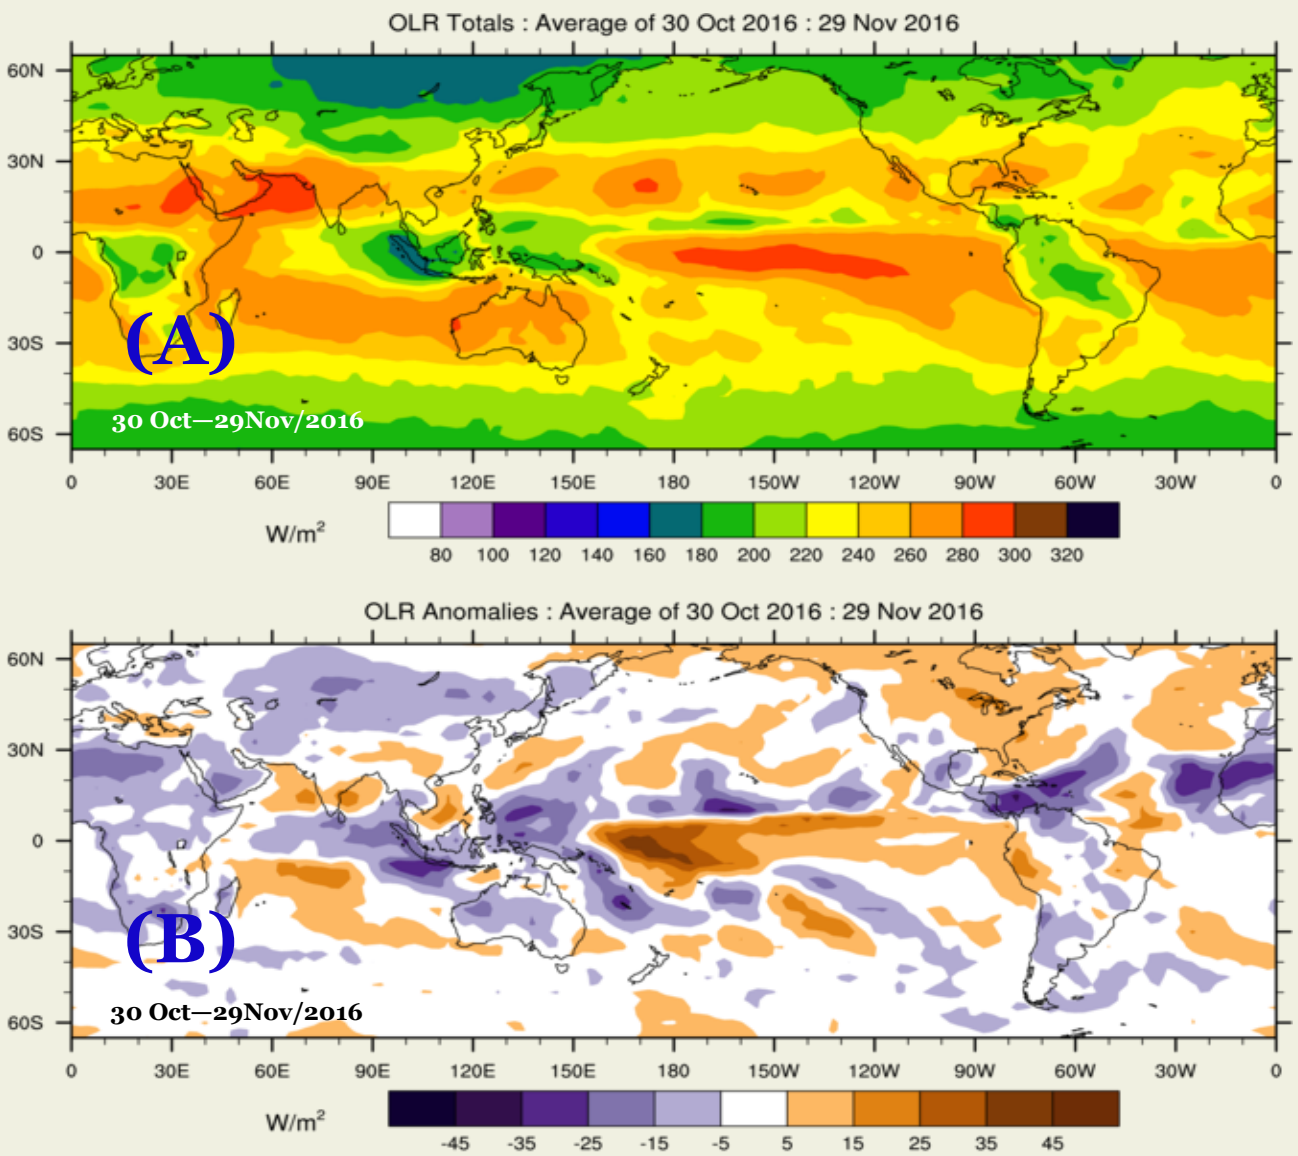 OLR Totals : Average of 30 Oct 2016 : 29 Nov 2016
60N
30N
0
30S
60S
(A)
30 Oct—29Nov/2016
0 30E 60E 90E 120E 150E 180 150W 120W 90W 60W 30W 0
W/m²
80 100 120 140 160 180 200 220 240 260 280 300 320
OLR Anomalies : Average of 30 Oct 2016 : 29 Nov 2016
60N
30N
0
30S
60S
(B)
30 Oct—29Nov/2016
0 30E 60E 90E 120E 150E 180 150W 120W 90W 60W 30W 0
W/m²
-45 -35 -25 -15 -5 5 15 25 35 45